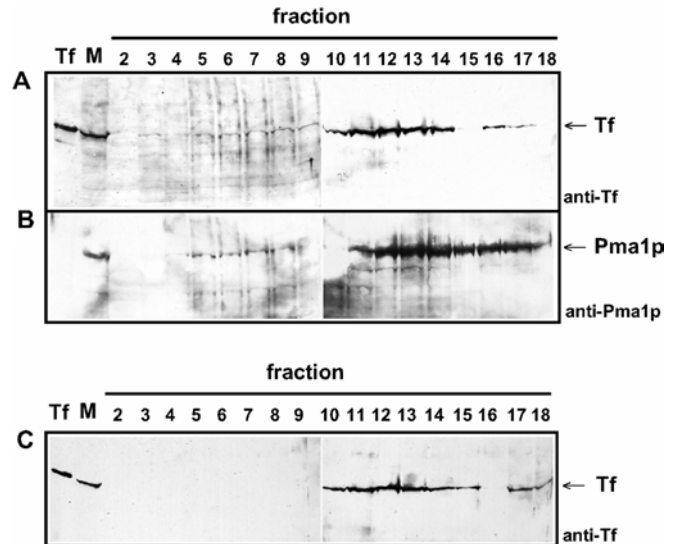 fraction
Tf M 2 3 4 5 6 7 8 9 10 11 12 13 14 16 17 18
A
← Tf
anti-Tf
B
← Pma1p
anti-Pma1p
fraction
Tf M 2 3 4 5 6 7 8 9 10 11 12 13 14 15 16 17 18
C
← Tf
anti-Tf